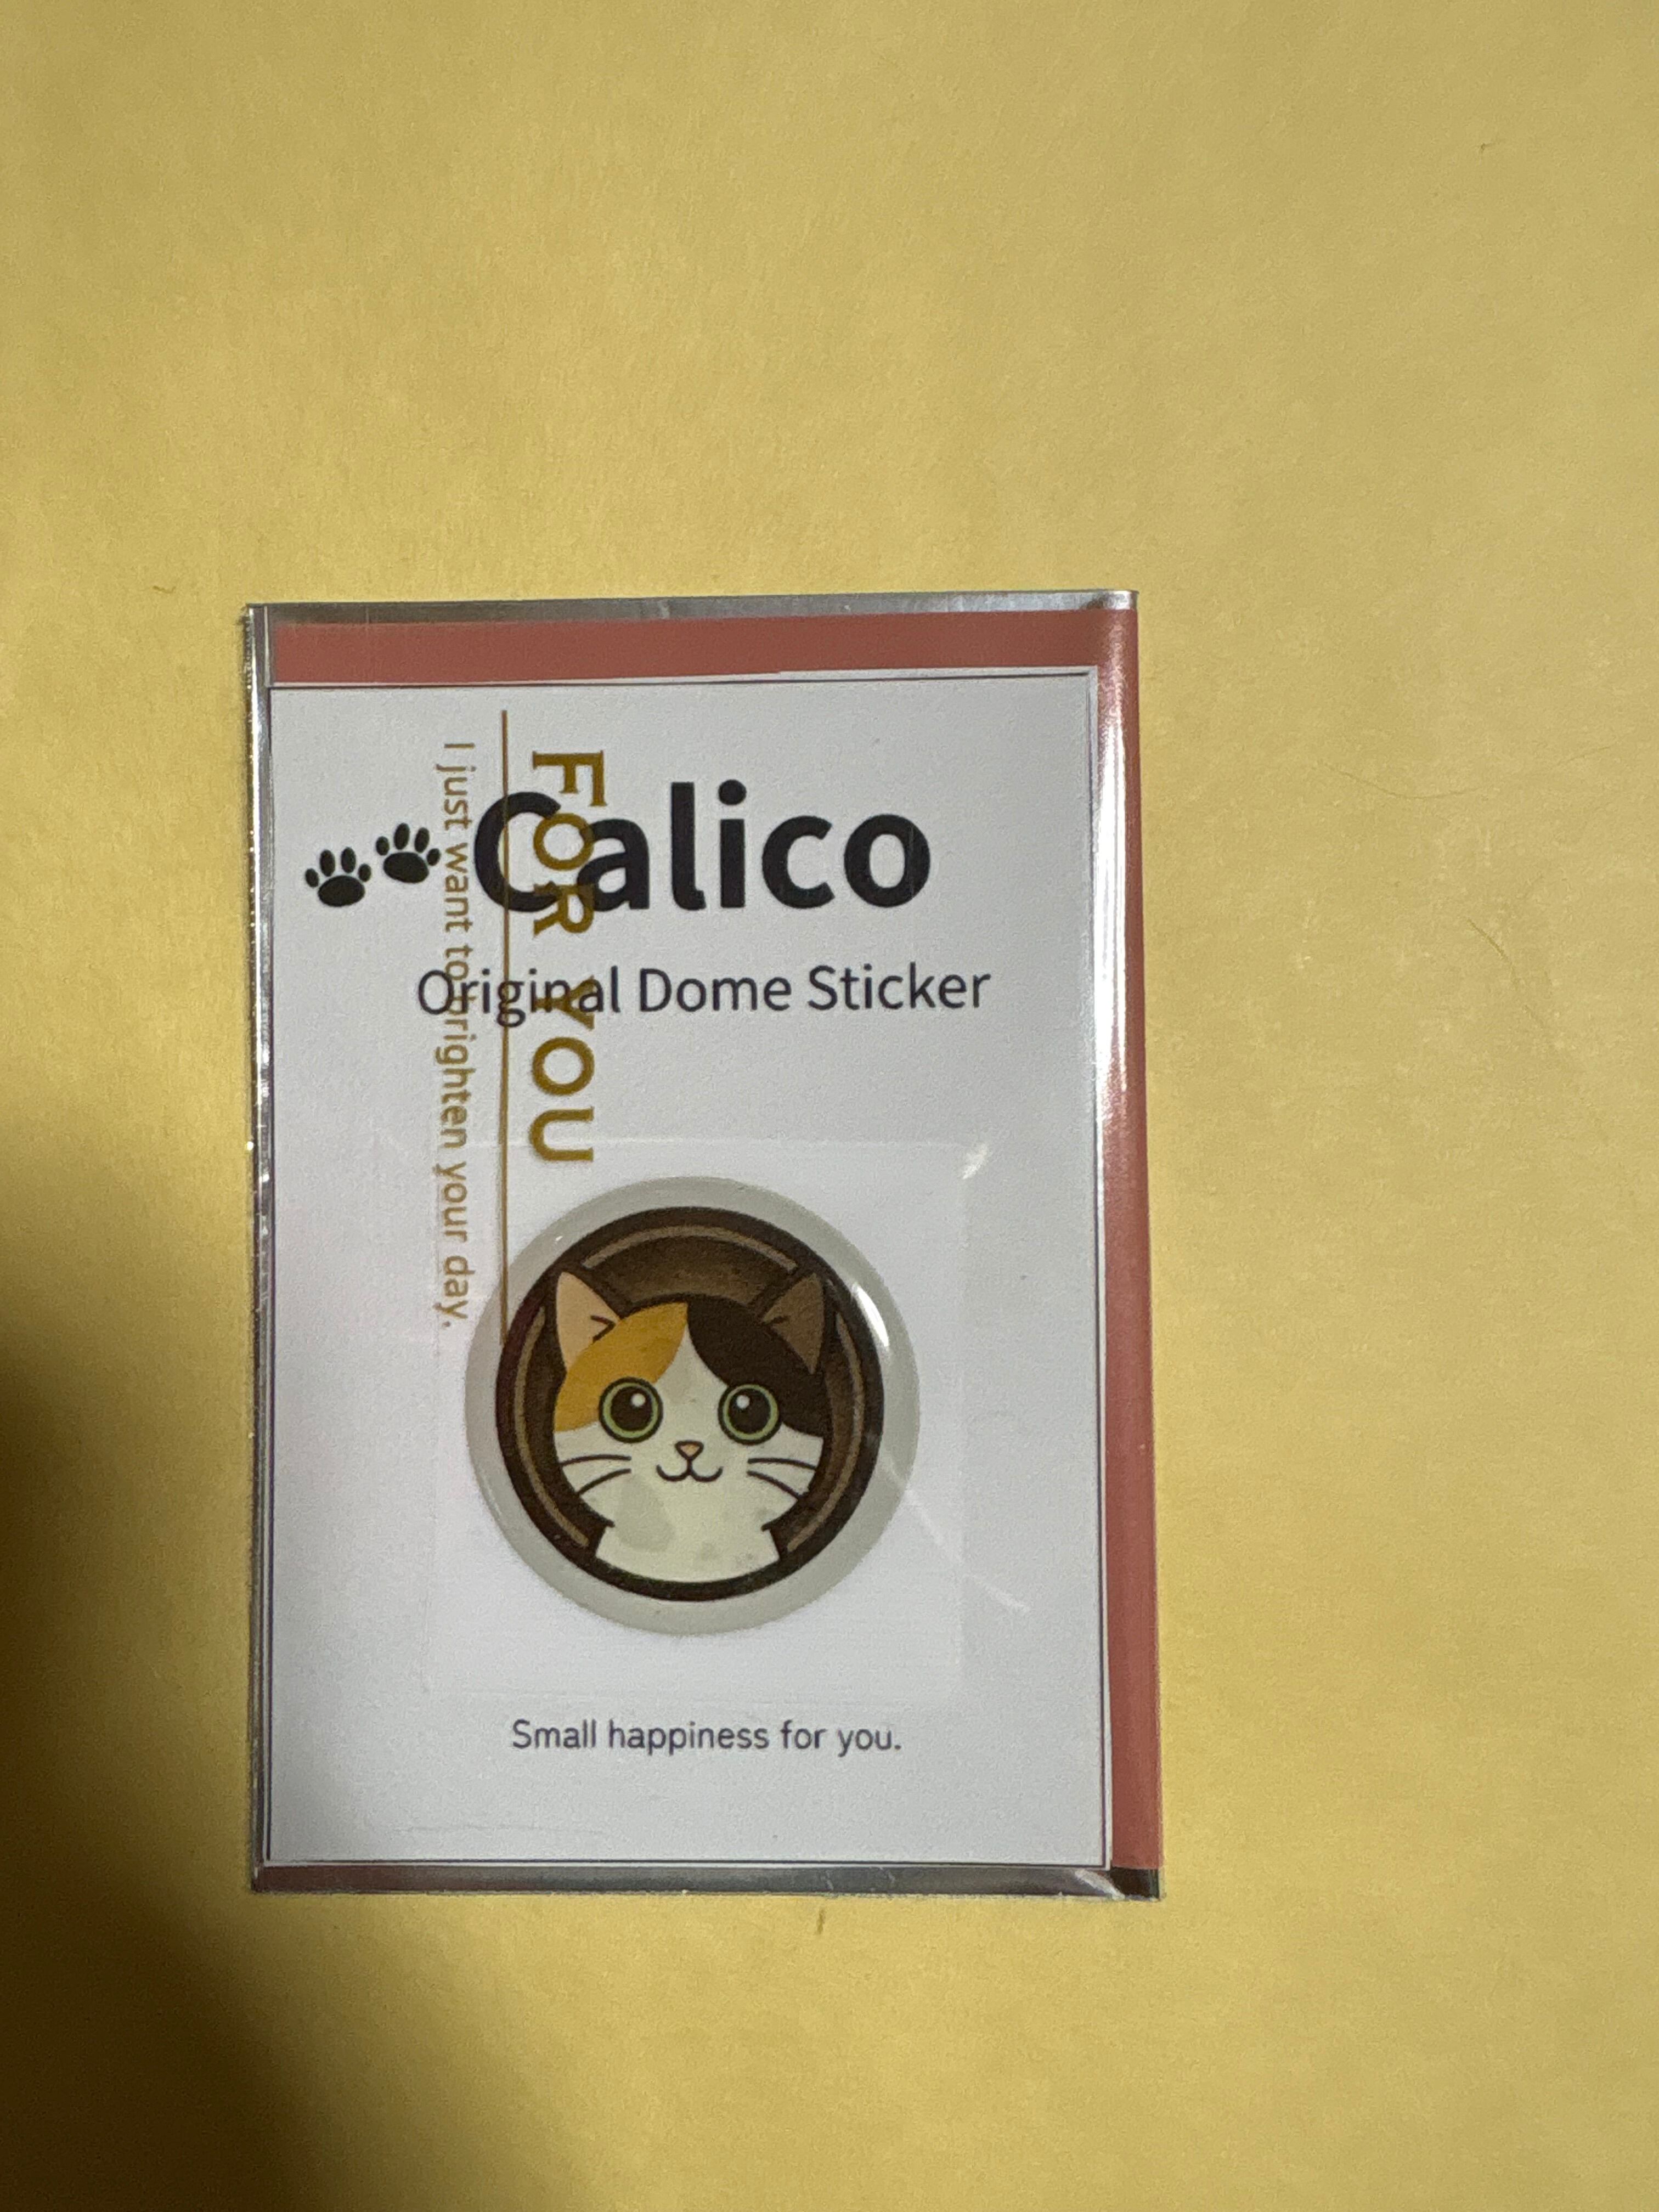 Calico
Original Dome Sticker
FOR YOU
I just want to brighten your day.
Small happiness for you.